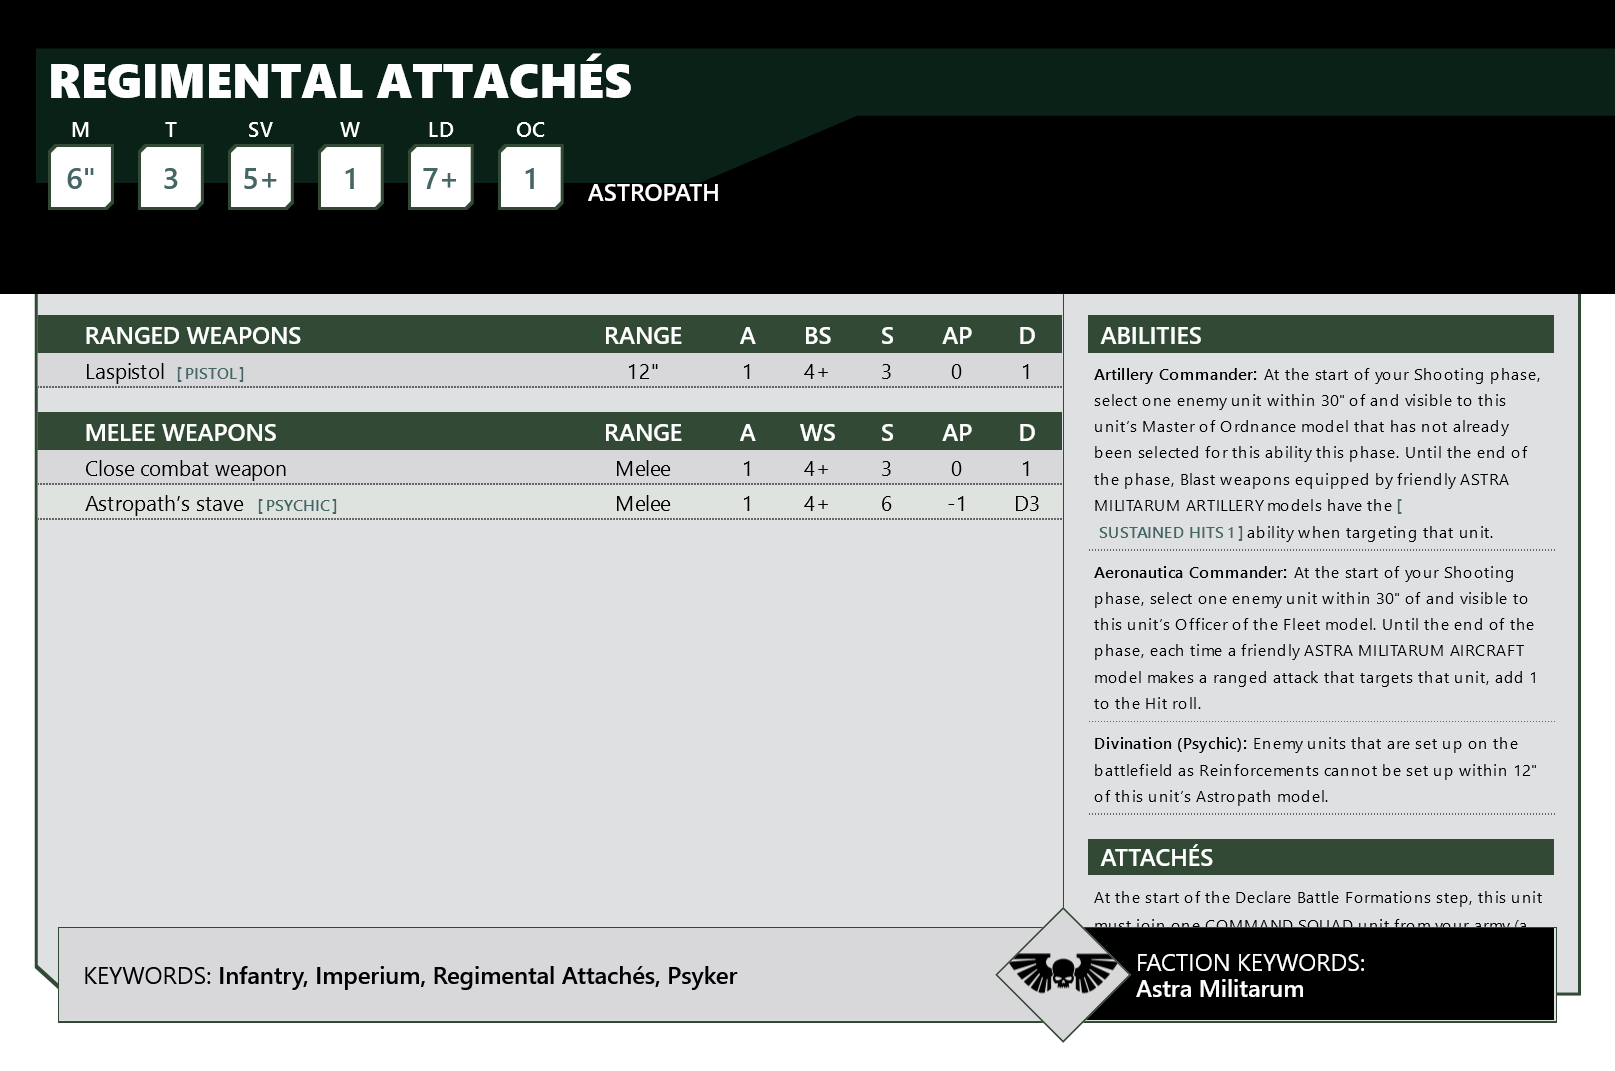 REGIMENTAL ATTACHÉS
M T SV W LD OC
6" 3 5+ 1 7+ 1 ASTROPATH
RANGED WEAPONS RANGE A BS S AP D
Laspistol [PISTOL] 12" 1 4+ 3 0 1
MELEE WEAPONS RANGE A WS S AP D
Close combat weapon Melee 1 4+ 3 0 1
Astropath’s stave [PSYCHIC] Melee 1 4+ 6 -1 D3
ABILITIES
Artillery Commander: At the start of your Shooting phase,
select one enemy unit within 30" of and visible to this
unit’s Master of Ordnance model that has not already
been selected for this ability this phase. Until the end of
the phase, Blast weapons equipped by friendly ASTRA
MILITARUM ARTILLERY models have the [
SUSTAINED HITS 1] ability when targeting that unit.
Aeronautica Commander: At the start of your Shooting
phase, select one enemy unit within 30" of and visible to
this unit’s Officer of the Fleet model. Until the end of the
phase, each time a friendly ASTRA MILITARUM AIRCRAFT
model makes a ranged attack that targets that unit, add 1
to the Hit roll.
Divination (Psychic): Enemy units that are set up on the
battlefield as Reinforcements cannot be set up within 12"
of this unit’s Astropath model.
ATTACHÉS
At the start of the Declare Battle Formations step, this unit
must join one COMMAND SQUAD unit from your army (a
KEYWORDS: Infantry, Imperium, Regimental Attachés, Psyker
FACTION KEYWORDS:
Astra Militarum